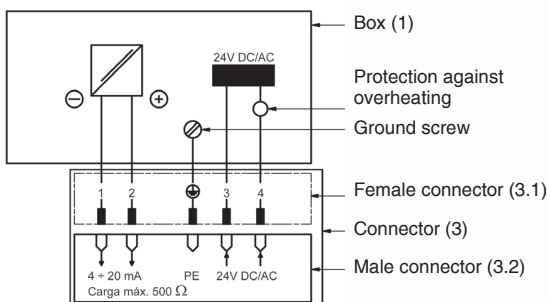 Box (1)
24V DC/AC
Protection against
overheating
− +
Ground screw
1 2 3 4
Female connector (3.1)
Connector (3)
4 ÷ 20 mA PE 24V DC/AC
Carga máx. 500 Ω
Male connector (3.2)